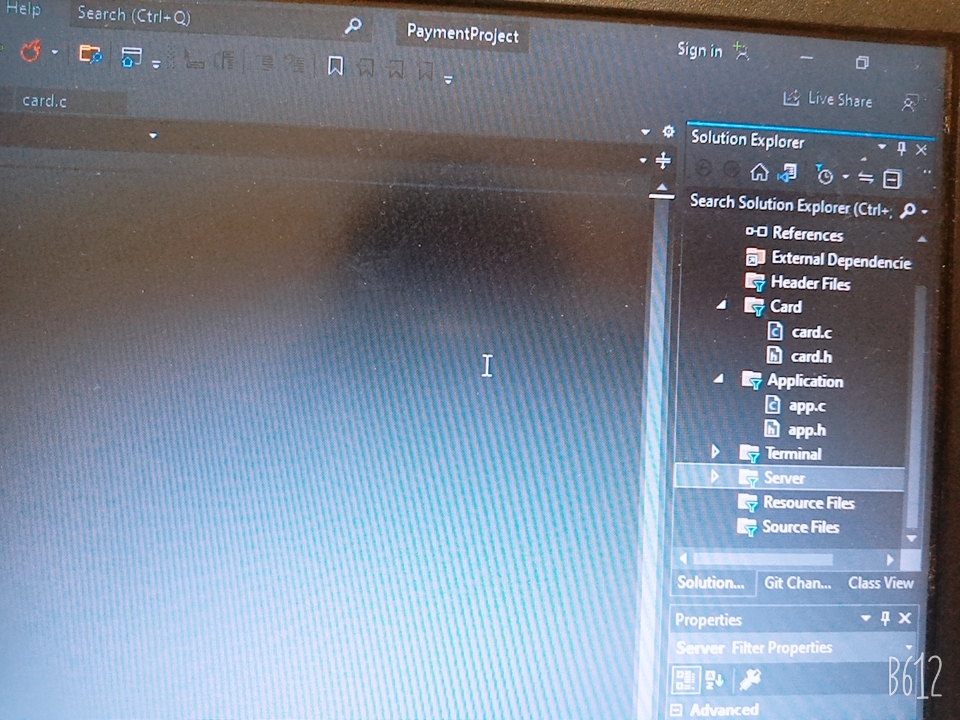 Help
Search (Ctrl+Q)
PaymentProject
Sign in
Live Share
card.c
Solution Explorer
Search Solution Explorer (Ctrl+;
References
External Dependencie
Header Files
Card
card.c
card.h
Application
app.c
app.h
Terminal
Server
Resource Files
Source Files
Solution... Git Chan... Class View
Properties
Server Filter Properties
Advanced
B612